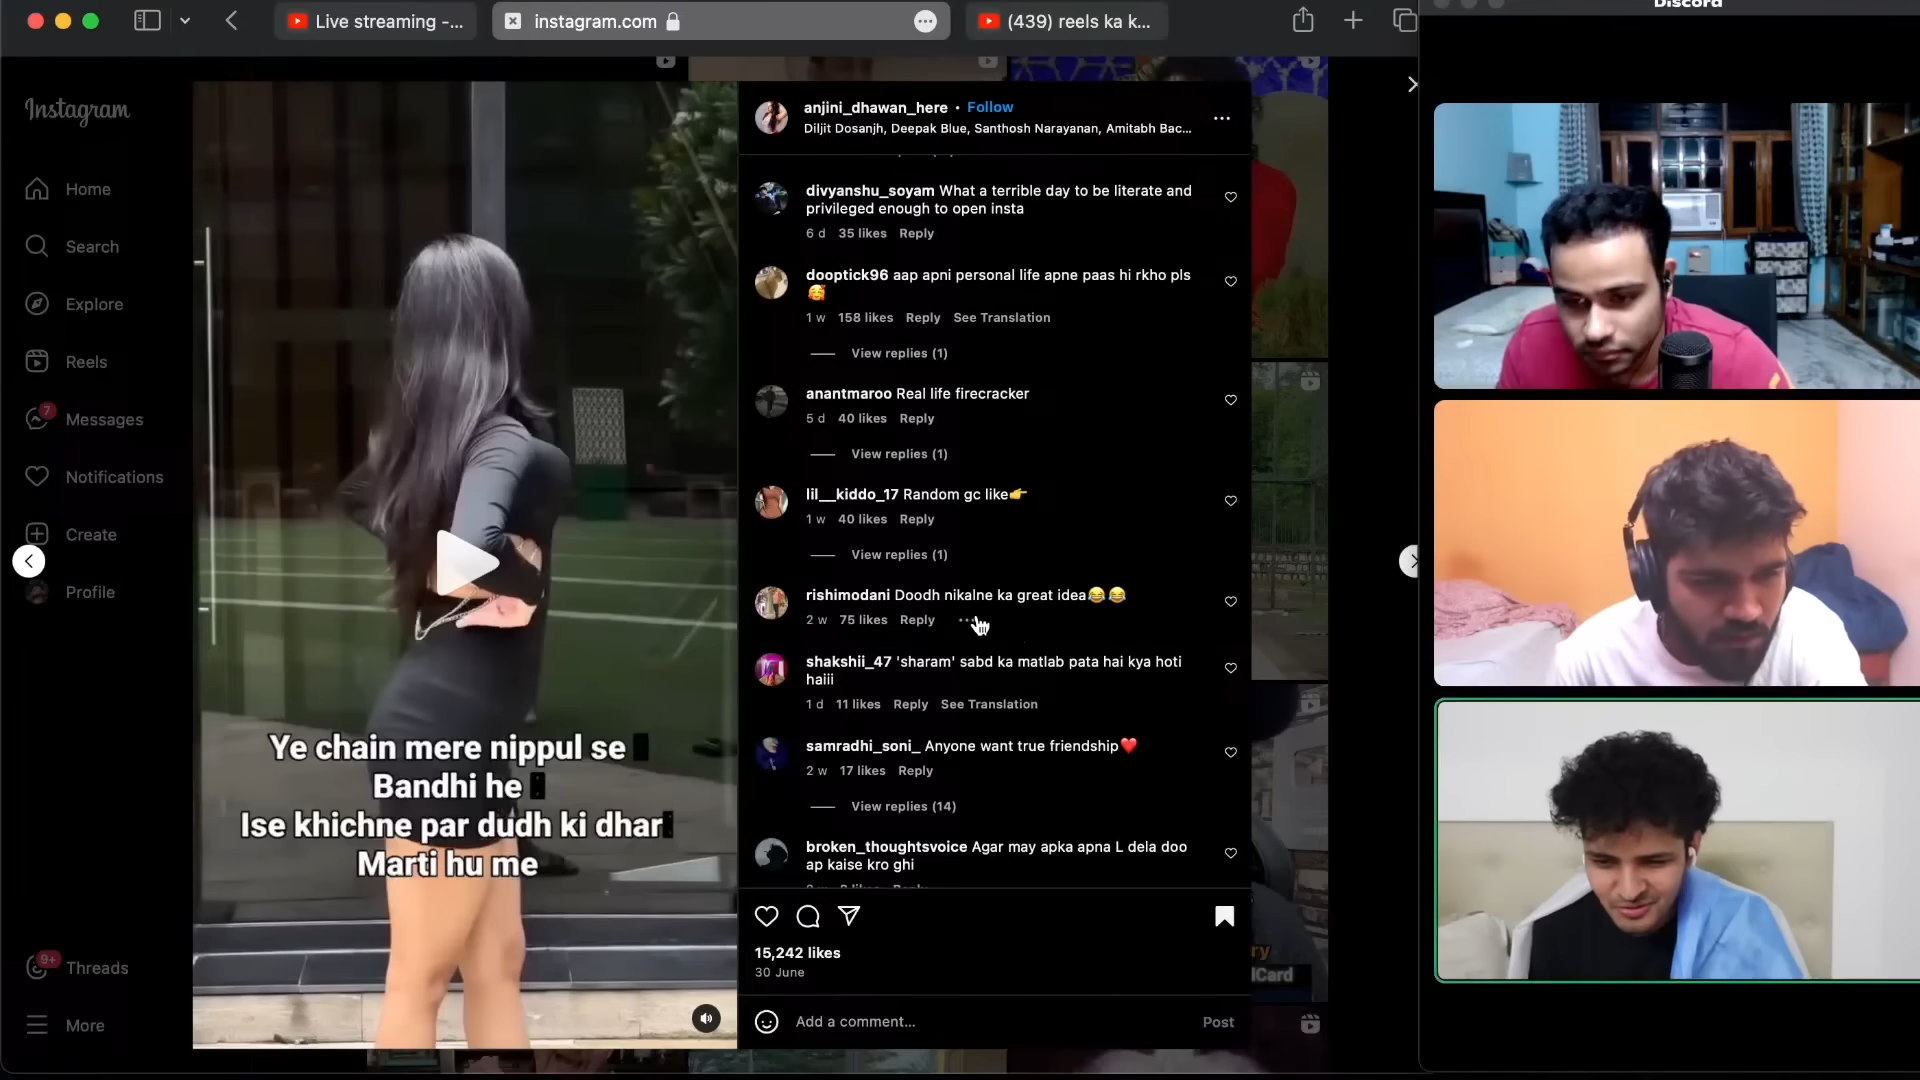 Live streaming -...
instagram.com
(439) reels ka k...
Discord
Instagram
Home
Search
Explore
Reels
7
Messages
Notifications
Create
Profile
9+
Threads
More
Ye chain mere nippul se
Bandhi he
Ise khichne par dudh ki dhar
Marti hu me
anjini_dhawan_here • Follow
Diljit Dosanjh, Deepak Blue, Santhosh Narayanan, Amitabh Bac...
divyanshu_soyam What a terrible day to be literate and
privileged enough to open insta
6 d 35 likes Reply
dooptick96 aap apni personal life apne paas hi rkho pls
🥰
1 w 158 likes Reply See Translation
View replies (1)
anantmaroo Real life firecracker
5 d 40 likes Reply
View replies (1)
lil__kiddo_17 Random gc like👉
1 w 40 likes Reply
View replies (1)
rishimodani Doodh nikalne ka great idea😂😂
2 w 75 likes Reply
shakshii_47 'sharam' sabd ka matlab pata hai kya hoti
haiii
1 d 11 likes Reply See Translation
samradhi_soni_ Anyone want true friendship❤️
2 w 17 likes Reply
View replies (14)
broken_thoughtsvoice Agar may apka apna L dela doo
ap kaise kro ghi
15,242 likes
30 June
Add a comment...
Post
ry
lCard